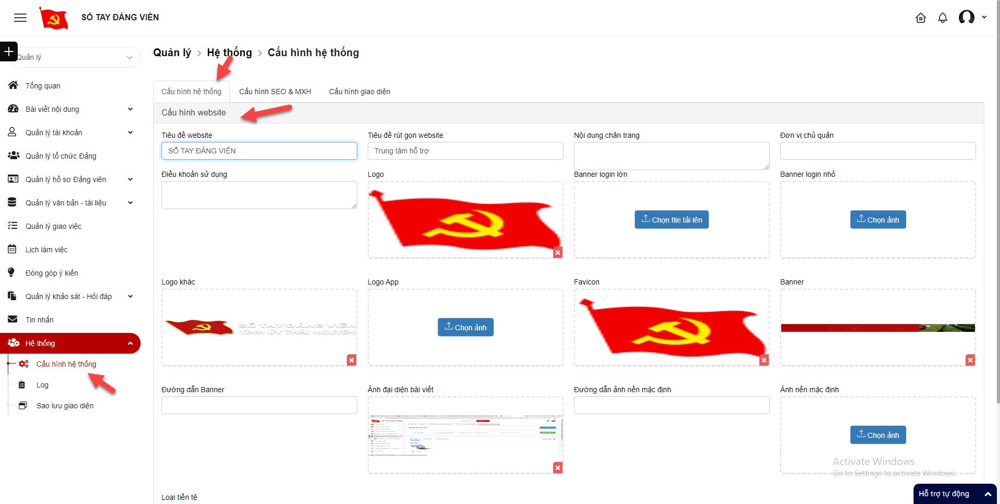 SỔ TAY ĐẢNG VIÊN
Quản lý
Quản lý > Hệ thống > Cấu hình hệ thống
Tổng quan
Bài viết nội dung
Quản lý tài khoản
Quản lý tổ chức Đảng
Quản lý hồ sơ Đảng viên
Quản lý văn bản - tài liệu
Quản lý giao việc
Lịch làm việc
Đóng góp ý kiến
Quản lý khảo sát - Hỏi đáp
Tin nhắn
Hệ thống
Cấu hình hệ thống
Log
Sao lưu giao diện
Cấu hình hệ thống Cấu hình SEO & MXH Cấu hình giao diện
Cấu hình website
Tiêu đề website Tiêu đề rút gọn website Nội dung chân trang Đơn vị chủ quản
SỔ TAY ĐẢNG VIÊN Trung tâm hỗ trợ
Điều khoản sử dụng Logo Banner login lớn Banner login nhỏ
Chọn file tải lên Chọn ảnh
Logo khác Logo App Favicon Banner
SỔ TAY ĐẢNG VIÊN
TỈNH ỦY THÁI NGUYÊN
Chọn ảnh
Đường dẫn Banner Ảnh đại diện bài viết Đường dẫn ảnh nền mặc định Ảnh nền mặc định
Chọn ảnh
Activate Windows
Go to Settings to activate Windows.
Loại tiền tệ
Hỗ trợ tự động